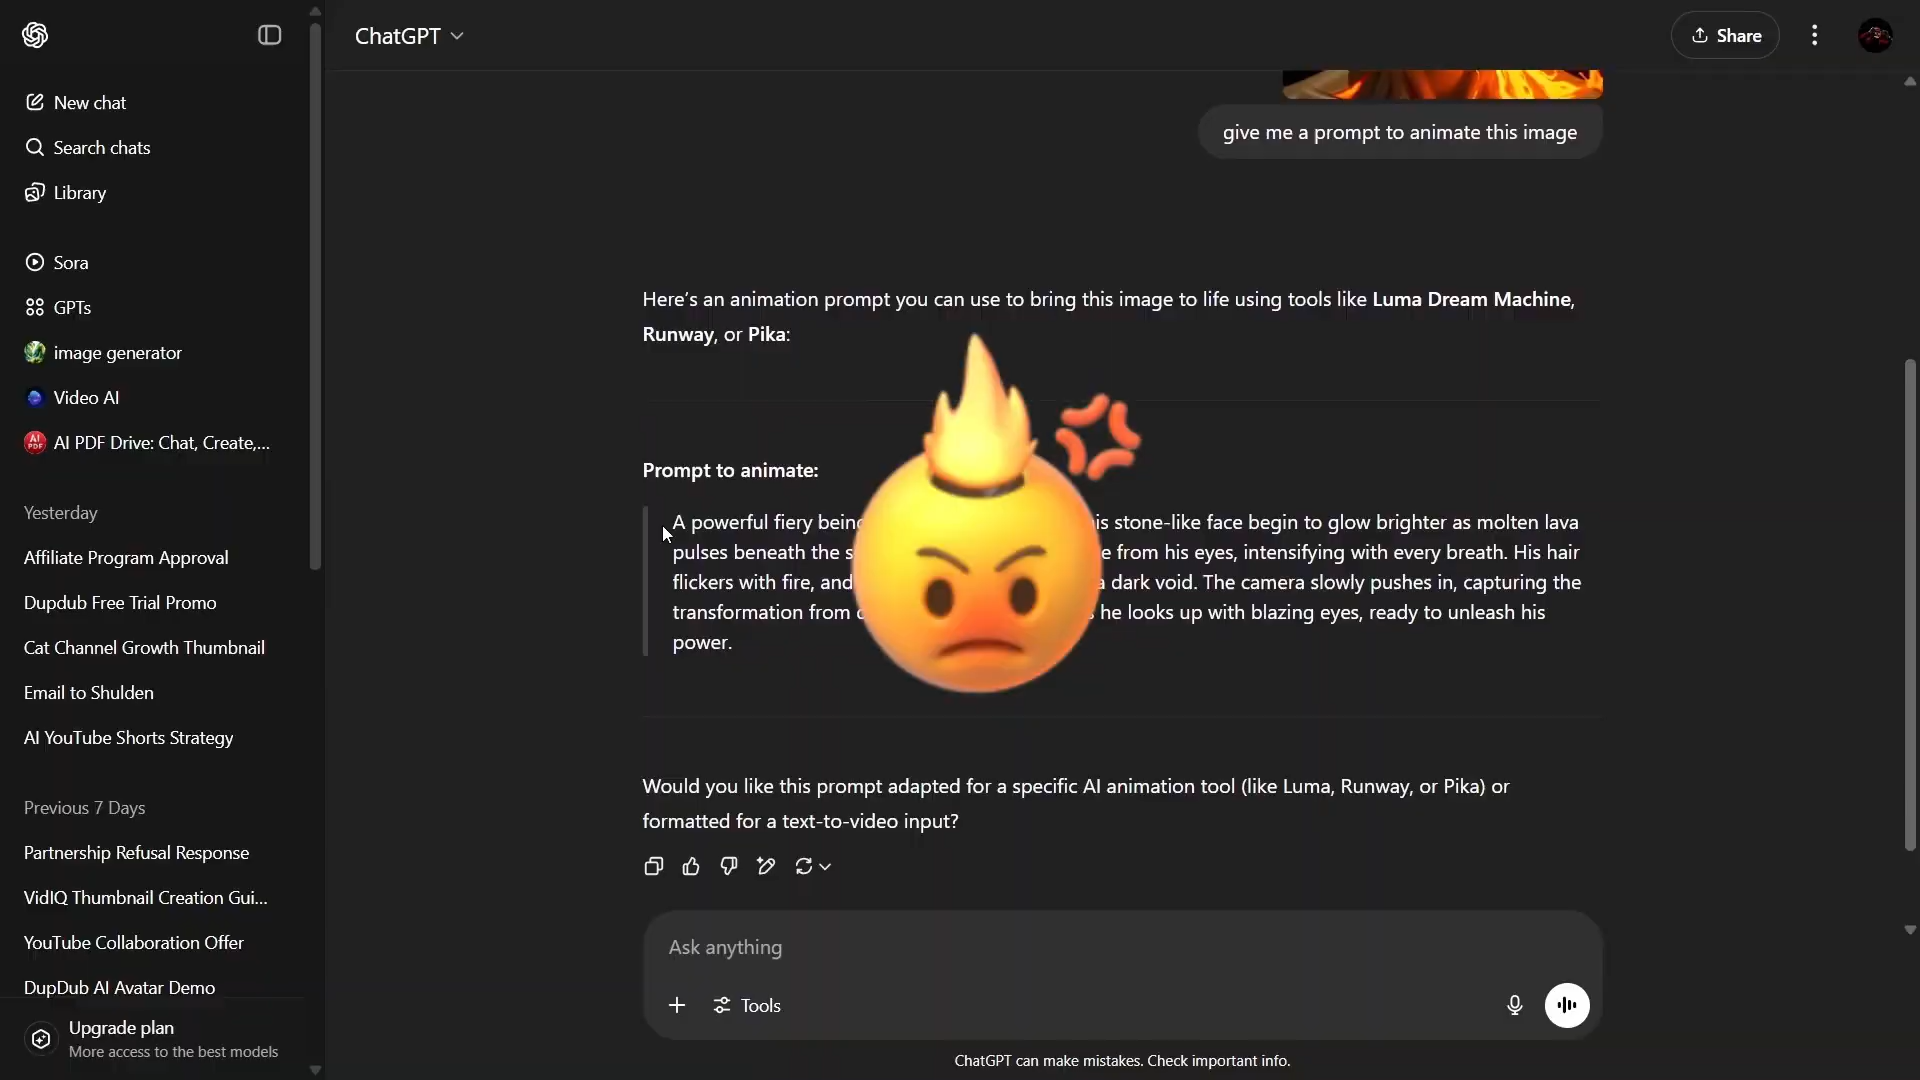 ChatGPT
Share
New chat
Search chats
Library
Sora
GPTs
image generator
Video AI
AI PDF Drive: Chat, Create,...
Yesterday
Affiliate Program Approval
Dupdub Free Trial Promo
Cat Channel Growth Thumbnail
Email to Shulden
AI YouTube Shorts Strategy
Previous 7 Days
Partnership Refusal Response
VidIQ Thumbnail Creation Gui...
YouTube Collaboration Offer
DupDub AI Avatar Demo
Upgrade plan
More access to the best models
give me a prompt to animate this image
Here's an animation prompt you can use to bring this image to life using tools like Luma Dream Machine,
Runway, or Pika:
Prompt to animate:
A powerful fiery stone-like face begin to glow brighter as molten lava
pulses beneath the from his eyes, intensifying with every breath. His hair
flickers with fire, and dark void. The camera slowly pushes in, capturing the
transformation from he looks up with blazing eyes, ready to unleash his
power.
Would you like this prompt adapted for a specific AI animation tool (like Luma, Runway, or Pika) or
formatted for a text-to-video input?
Ask anything
Tools
ChatGPT can make mistakes. Check important info.